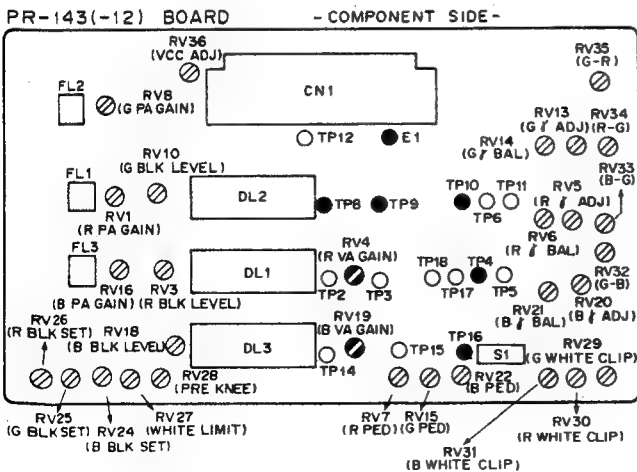 PR-143(-12) BOARD
-COMPONENT SIDE-
RV36
(VCC ADJ)
RV35
(G-R)
FL2
RV8
(G PA GAIN)
CN1
RV13
(G γ ADJ)
RV34
(R-G)
TP12
E1
RV14
(G γ BAL)
RV33
(B-G)
RV10
(G BLK LEVEL)
FL1
DL2
TP8
TP9
TP10
TP11
TP6
RV5
(R γ ADJ)
RV1
(R PA GAIN)
RV6
(R γ BAL)
FL3
RV4
(R VA GAIN)
DL1
TP18
TP4
TP2
TP3
TP17
TP5
RV32
(G-B)
RV16
(B PA GAIN)
RV3
(R BLK LEVEL)
RV20
(B γ ADJ)
RV26
(R BLK SET)
RV18
(B BLK LEVEL)
RV19
(B VA GAIN)
RV21
(B γ BAL)
DL3
TP14
TP15
TP16
S1
RV29
(G WHITE CLIP)
RV28
(PRE KNEE)
RV22
(B PED)
RV25
(G BLK SET)
RV24
(B BLK SET)
RV27
(WHITE LIMIT)
RV7
(R PED)
RV15
(G PED)
RV30
(R WHITE CLIP)
RV31
(B WHITE CLIP)